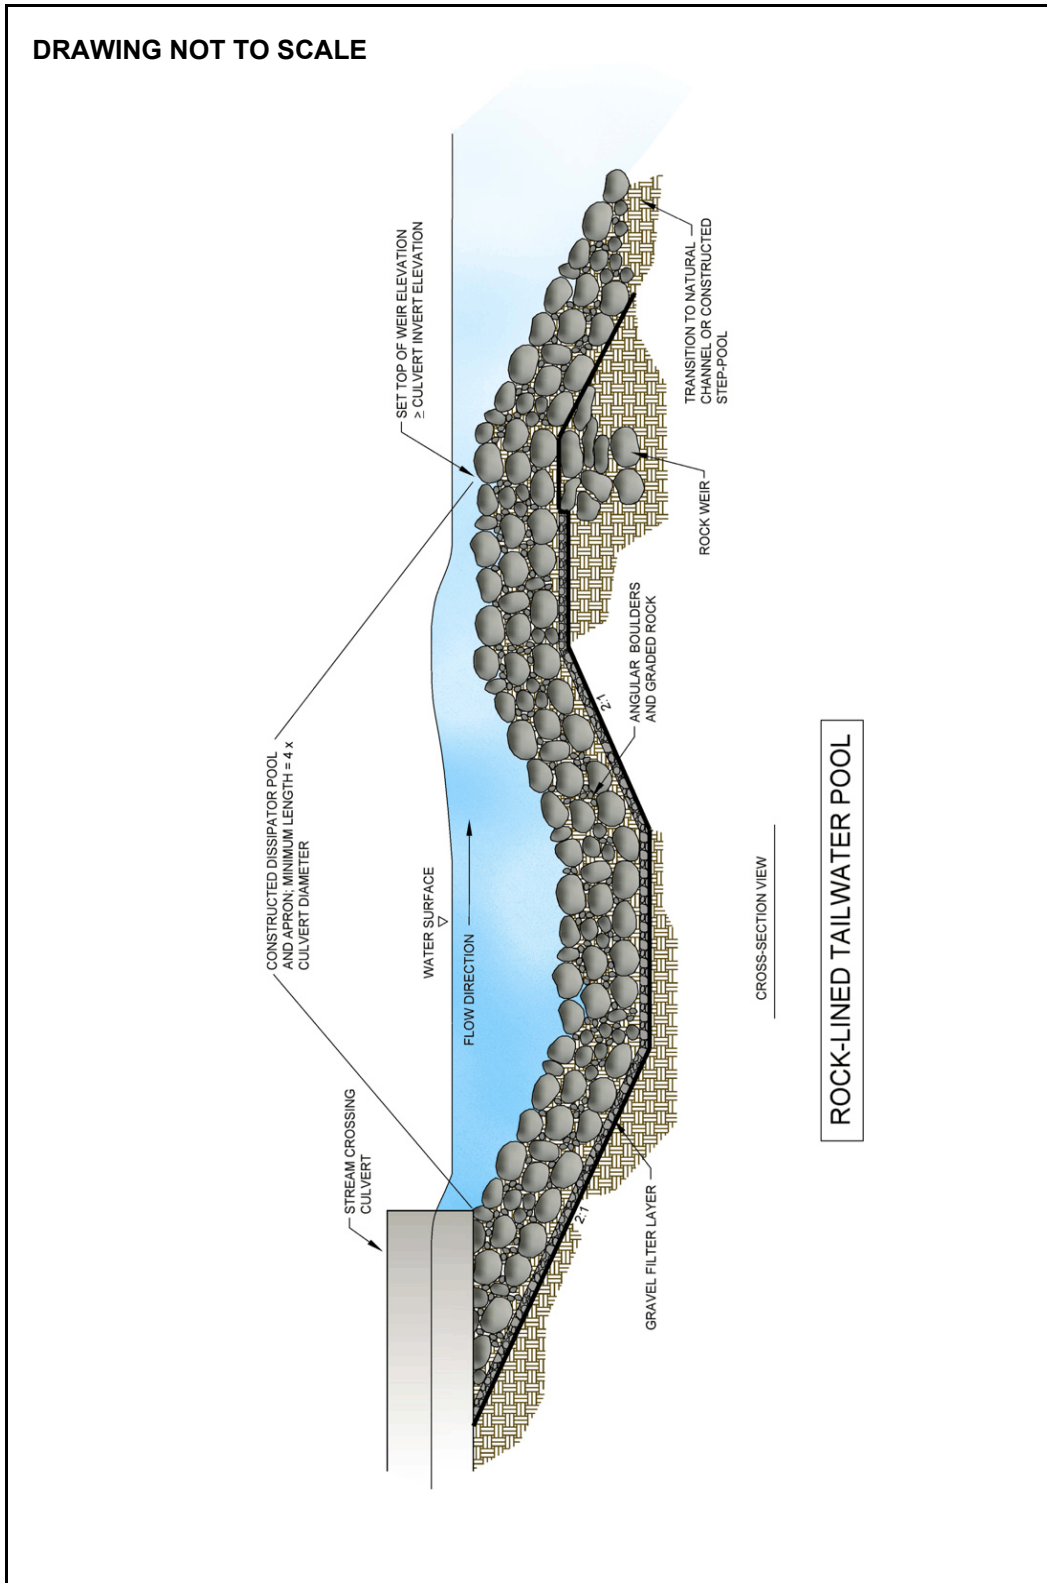 DRAWING NOT TO SCALE
CONSTRUCTED DISSIPATOR POOL
AND APRON; MINIMUM LENGTH = 4 x
CULVERT DIAMETER
SET TOP OF WEIR ELEVATION
≥ CULVERT INVERT ELEVATION
STREAM CROSSING
CULVERT
WATER SURFACE
FLOW DIRECTION
2:1
2:1
GRAVEL FILTER LAYER
ANGULAR BOULDERS
AND GRADED ROCK
ROCK WEIR
TRANSITION TO NATURAL
CHANNEL OR CONSTRUCTED
STEP-POOL
CROSS-SECTION VIEW
ROCK-LINED TAILWATER POOL